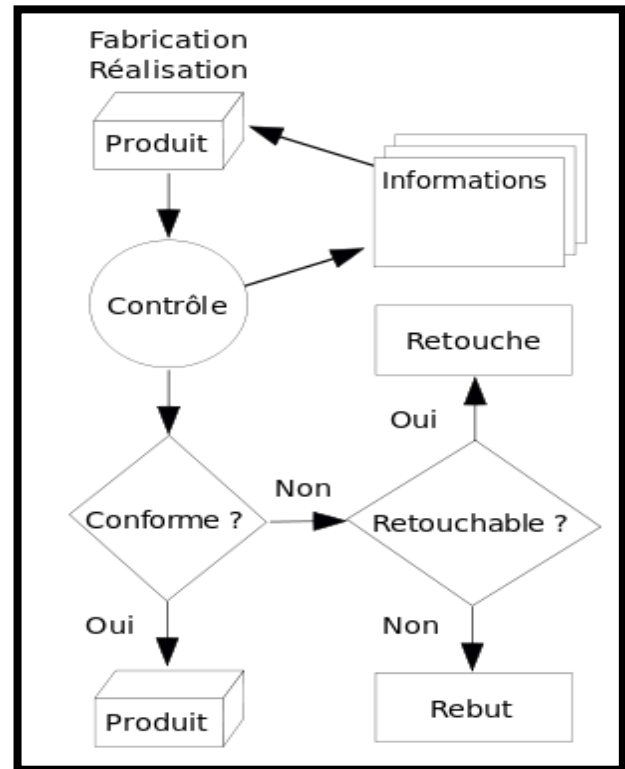 Fabrication
Réalisation
Produit
Informations
Contrôle
Retouche
Oui
Non
Conforme ?
Retouchable ?
Oui
Non
Produit
Rebut